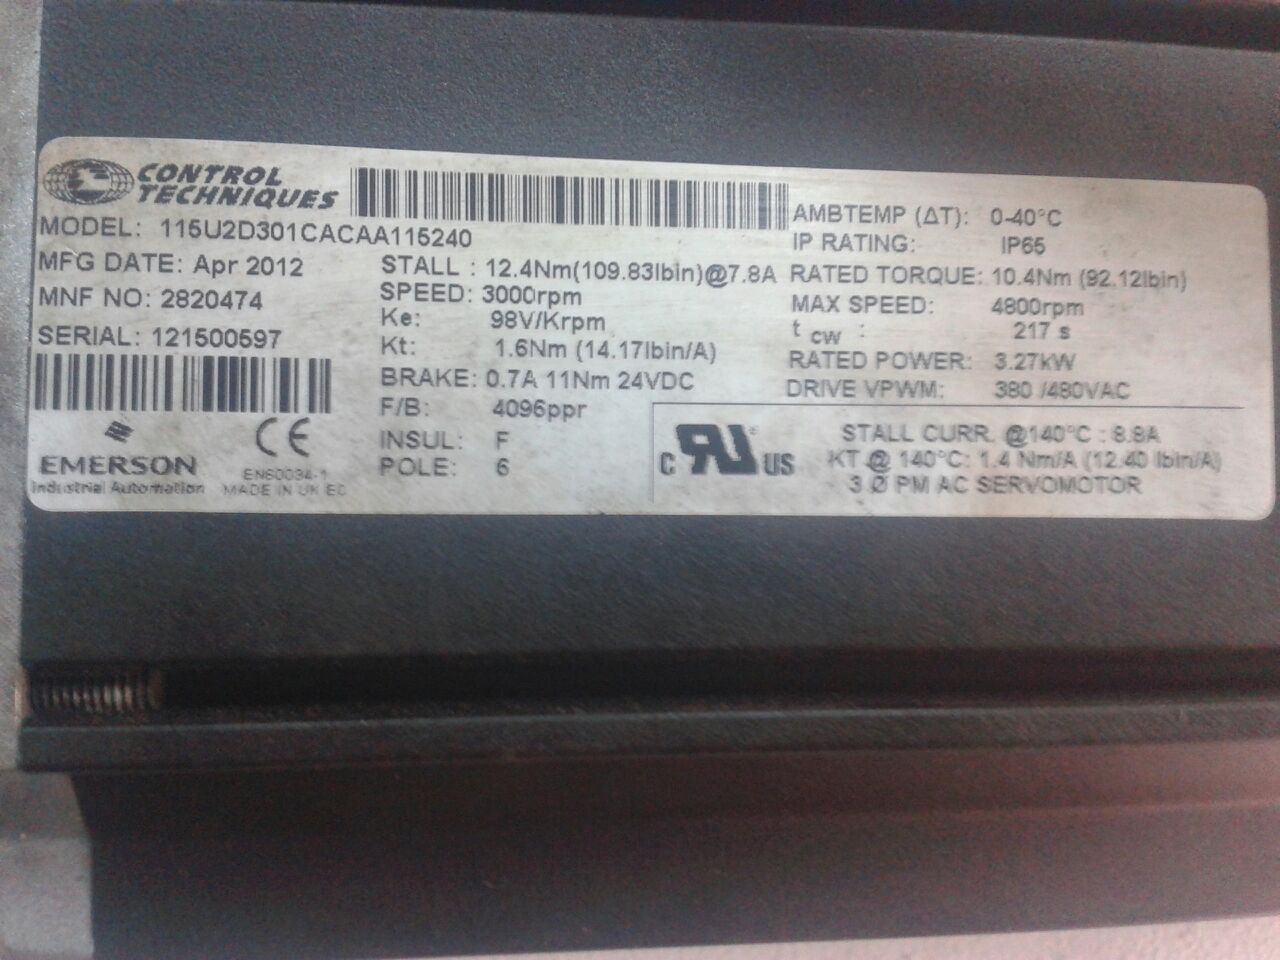 CONTROL
TECHNIQUES
MODEL: 115U2D301CACAA115240
MFG DATE: Apr 2012
MNF NO: 2820474
SERIAL: 121500597
EMERSON
Industrial Automation
CE
EN60034-1
MADE IN UK EC
STALL : 12.4Nm(109.83lbin)@7.8A
SPEED: 3000rpm
Ke: 98V/Krpm
Kt: 1.6Nm (14.17lbin/A)
BRAKE: 0.7A 11Nm 24VDC
F/B: 4096ppr
INSUL: F
POLE: 6
AMBTEMP (ΔT): 0-40°C
IP RATING: IP65
RATED TORQUE: 10.4Nm (92.12lbin)
MAX SPEED: 4800rpm
t cw : 217 s
RATED POWER: 3.27kW
DRIVE VPWM: 380 /480VAC
C RU ® US
STALL CURR. @140°C : 8.8A
KT @ 140°C: 1.4 Nm/A (12.40 lbin/A)
3 Ø PM AC SERVOMOTOR